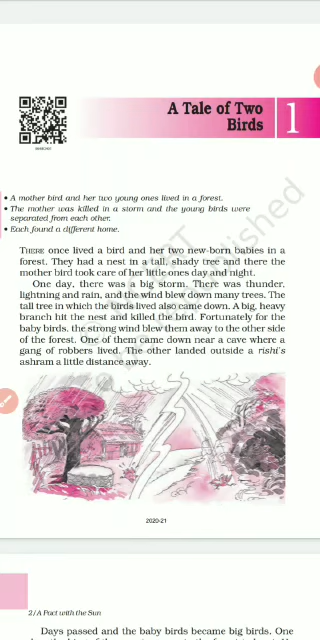 A Tale of Two
Birds
1
• A mother bird and her two young ones lived in a forest.
• The mother was killed in a storm and the young birds were
separated from each other.
• Each found a different home.
THERE once lived a bird and her two new-born babies in a
forest. They had a nest in a tall, shady tree and there the
mother bird took care of her little ones day and night.
One day, there was a big storm. There was thunder,
lightning and rain, and the wind blew down many trees. The
tall tree in which the birds lived also came down. A big, heavy
branch hit the nest and killed the bird. Fortunately for the
baby birds, the strong wind blew them away to the other side
of the forest. One of them came down near a cave where a
gang of robbers lived. The other landed outside a rishi's
ashram a little distance away.
2020-21
2/A Pact with the Sun
Days passed and the baby birds became big birds. One